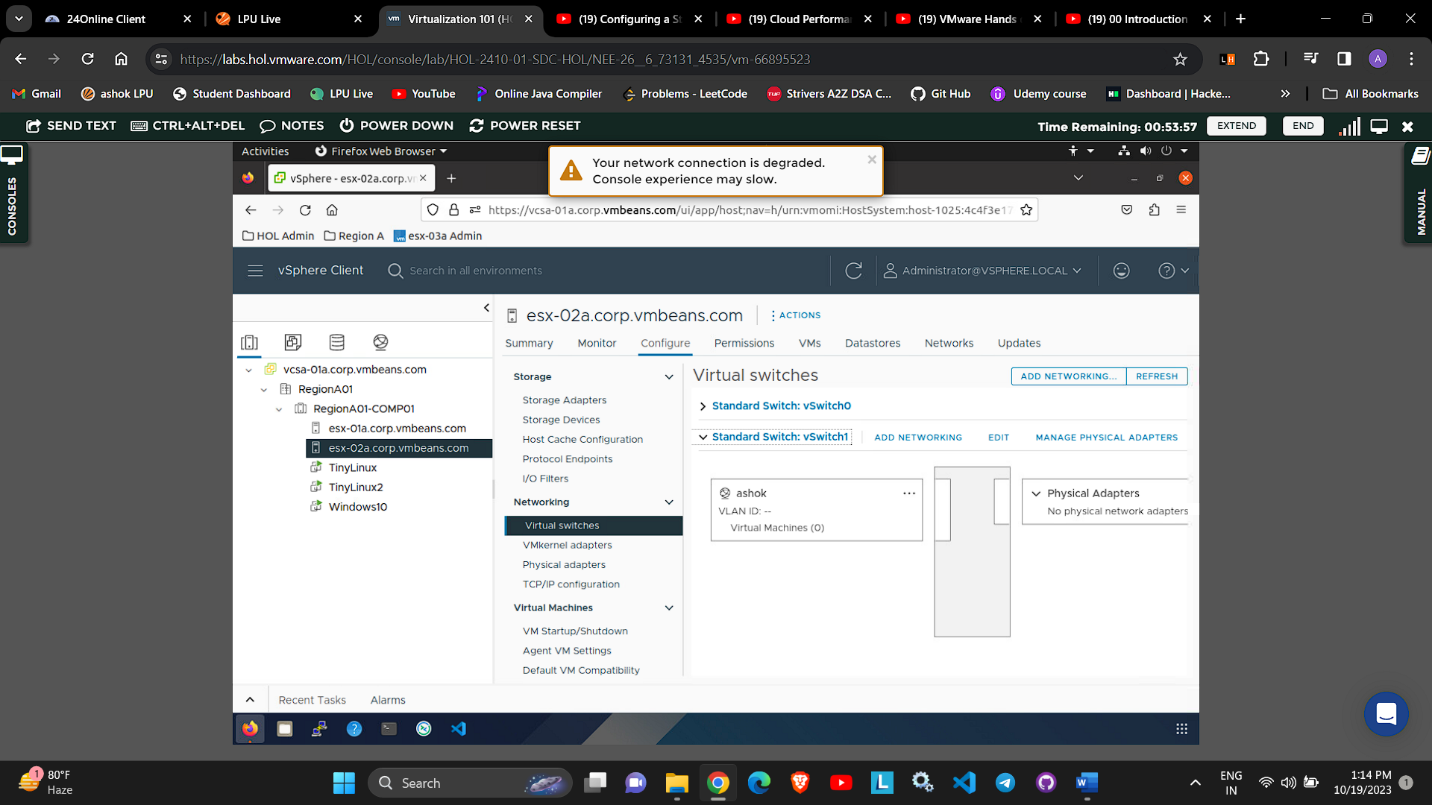 24Online Client
LPU Live
Virtualization 101 (HO
(19) Configuring a St
(19) Cloud Performa
(19) VMware Hands
(19) 00 Introduction
https://labs.hol.vmware.com/HOL/console/lab/HOL-2410-01-SDC-HOL/NEE-26__6_73131_4535/vm-66895523
A
Gmail
ashok LPU
Student Dashboard
LPU Live
YouTube
Online Java Compiler
Problems - LeetCode
Strivers A2Z DSA C...
Git Hub
Udemy course
Dashboard | Hacke...
All Bookmarks
SEND TEXT
CTRL+ALT+DEL
NOTES
POWER DOWN
POWER RESET
Time Remaining: 00:53:57
EXTEND
END
CONSOLES
MANUAL
Activities
Firefox Web Browser
Your network connection is degraded.
Console experience may slow.
vSphere - esx-02a.corp.vr
https://vcsa-01a.corp.vmbeans.com/ui/app/host;nav=h/urn:vmomi:HostSystem:host-1025:4c4f3e17
HOL Admin
Region A
esx-03a Admin
vSphere Client
Search in all environments
Administrator@VSPHERE.LOCAL
vcsa-01a.corp.vmbeans.com
RegionA01
RegionA01-COMP01
esx-01a.corp.vmbeans.com
esx-02a.corp.vmbeans.com
TinyLinux
TinyLinux2
Windows10
esx-02a.corp.vmbeans.com
ACTIONS
Summary
Monitor
Configure
Permissions
VMs
Datastores
Networks
Updates
Storage
Storage Adapters
Storage Devices
Host Cache Configuration
Protocol Endpoints
I/O Filters
Networking
Virtual switches
VMkernel adapters
Physical adapters
TCP/IP configuration
Virtual Machines
VM Startup/Shutdown
Agent VM Settings
Default VM Compatibility
Virtual switches
ADD NETWORKING...
REFRESH
Standard Switch: vSwitch0
Standard Switch: vSwitch1
ADD NETWORKING
EDIT
MANAGE PHYSICAL ADAPTERS
ashok
VLAN ID: --
Virtual Machines (0)
Physical Adapters
No physical network adapters
Recent Tasks
Alarms
1
80°F
Haze
Search
ENG
IN
1:14 PM
10/19/2023
1